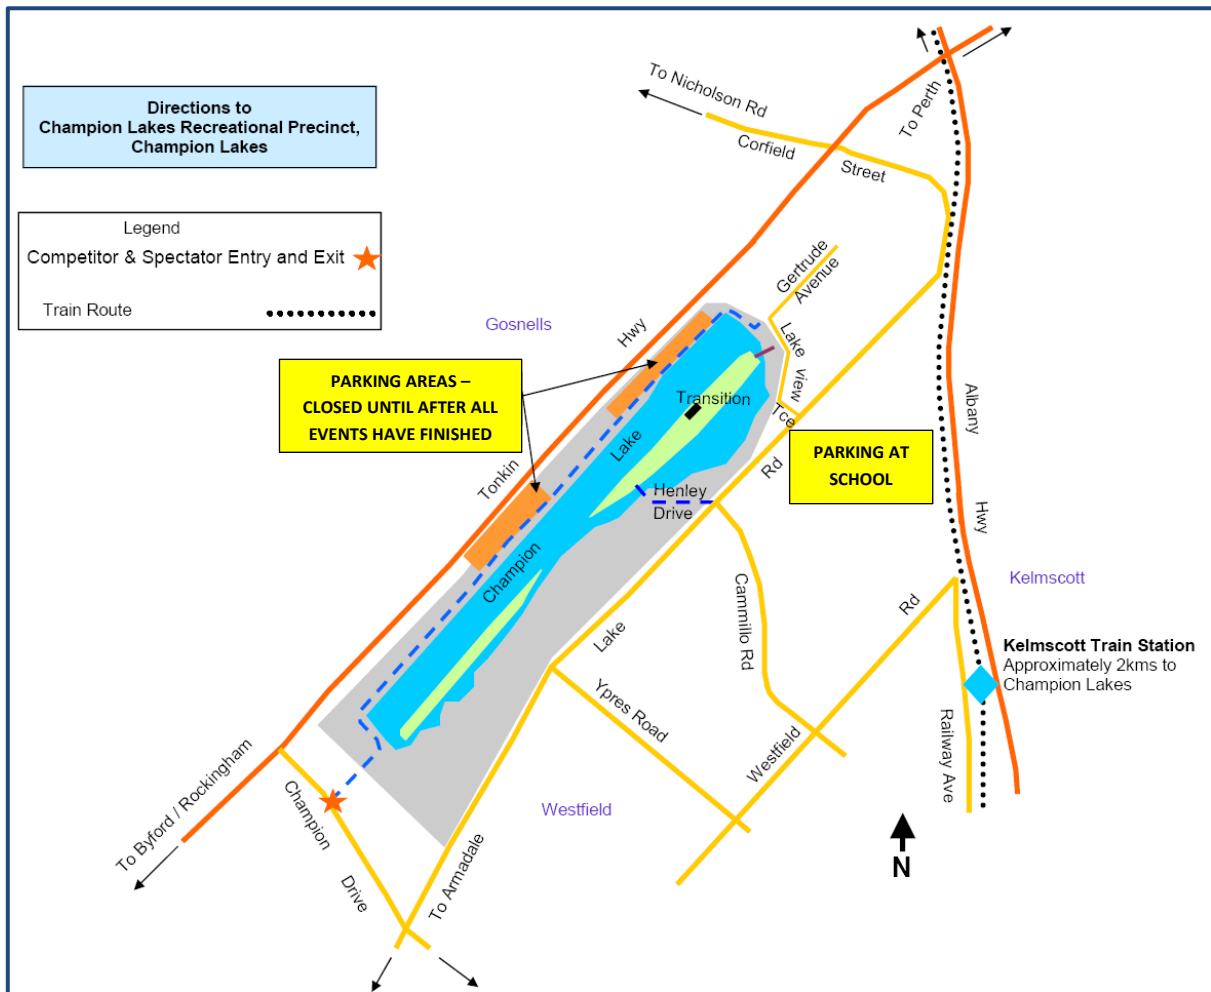 Directions to
Champion Lakes Recreational Precinct,
Champion Lakes
Legend
Competitor & Spectator Entry and Exit
Train Route
To Nicholson Rd
Corfield
Street
To Perth
Gertrude
Avenue
Gosnells
Hwy
Lake
view
Tce
PARKING AREAS –
CLOSED UNTIL AFTER ALL
EVENTS HAVE FINISHED
Transition
Lake
Tonkin
Rd
PARKING AT
SCHOOL
Albany
Hwy
Henley
Drive
Champion
Kelmscott
Cammillo Rd
Rd
Lake
Kelmscott Train Station
Approximately 2kms to
Champion Lakes
Ypres Road
Westfield
Railway Ave
To Byford / Rockingham
Champion
Drive
Westfield
To Armadale
N